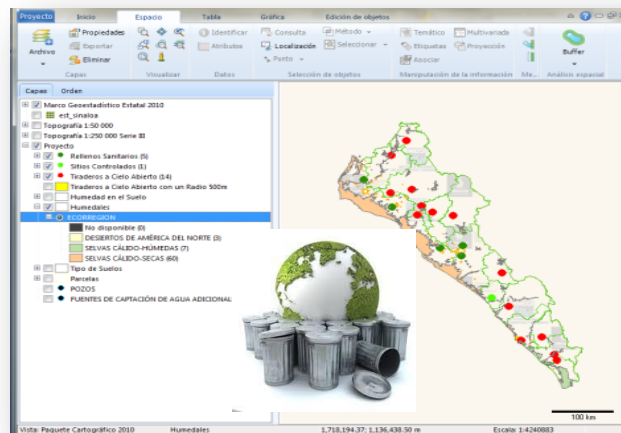 Proyecto Inicio Espacio Tabla Gráfica Edición de objetos
Archivo
Propiedades
Exportar
Eliminar
Capas
Visualizar
Identificar
Atributos
Datos
Consulta Método
Localización Seleccionar
Punto
Selección de objetos
Temático Multivariada
Etiquetas Proyección
Asociar
Manipulación de la información
Me...
Buffer
Análisis espacial
Capas Orden
Marco Geoestadístico Estatal 2010
est_sinaloa
Topografía 1:50 000
Topografía 1:250 000 Serie III
Proyecto
Rellenos Sanitarios (5)
Sitios Controlados (1)
Tiraderos a Cielo Abierto (14)
Tiraderos a Cielo Abierto con un Radio 500m
Humedad en el Suelo
Humedales
ECORREGION
No disponible (0)
DESIERTOS DE AMÉRICA DEL NORTE (3)
SELVAS CÁLIDO-HÚMEDAS (7)
SELVAS CÁLIDO-SECAS (60)
Tipo de Suelos
Parcelas
POZOS
FUENTES DE CAPTACIÓN DE AGUA ADICIONAL
100 km
Vista: Paquete Cartográfico 2010 Humedales 1,718,194.37; 1,136,438.50 m Escala: 1:4240883